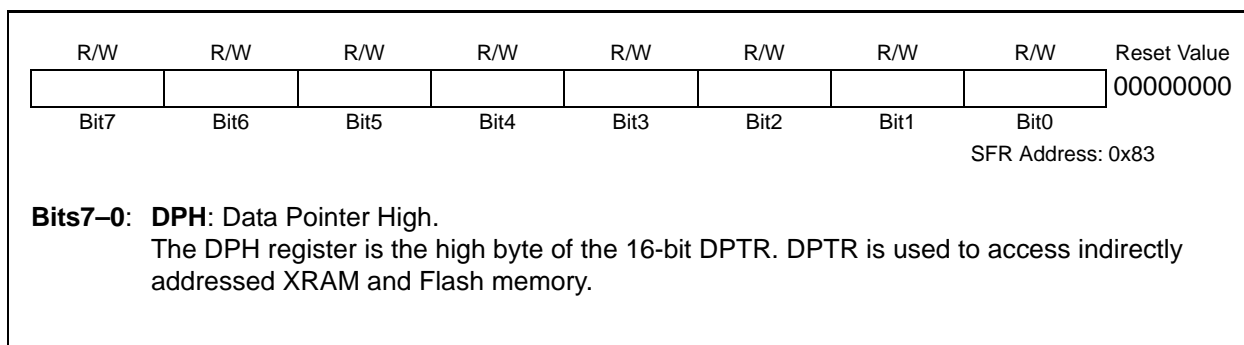 R/W R/W R/W R/W R/W R/W R/W R/W Reset Value
00000000
Bit7 Bit6 Bit5 Bit4 Bit3 Bit2 Bit1 Bit0
SFR Address: 0x83
Bits7–0: DPH: Data Pointer High.
The DPH register is the high byte of the 16-bit DPTR. DPTR is used to access indirectly
addressed XRAM and Flash memory.